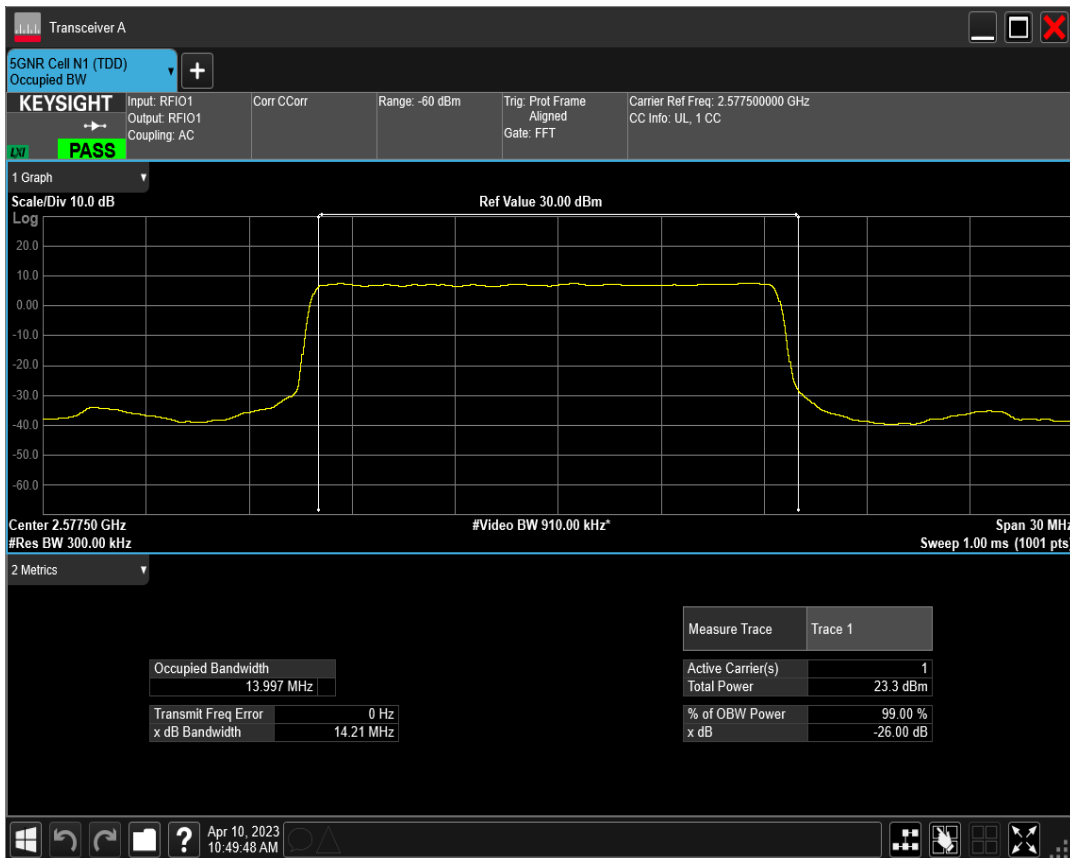 Transceiver A
5GNR Cell N1 (TDD)
Occupied BW
KEYSIGHT
LXI
PASS
Input: RFIO1
Output: RFIO1
Coupling: AC
Corr CCorr
Range: -60 dBm
Trig: Prot Frame
Aligned
Gate: FFT
Carrier Ref Freq: 2.577500000 GHz
CC Info: UL, 1 CC
1 Graph
Scale/Div 10.0 dB
Ref Value 30.00 dBm
Log
20.0
10.0
0.00
-10.0
-20.0
-30.0
-40.0
-50.0
-60.0
Center 2.57750 GHz
#Video BW 910.00 kHz*
Span 30 MHz
#Res BW 300.00 kHz
Sweep 1.00 ms (1001 pts)
2 Metrics
Measure Trace Trace 1
Occupied Bandwidth
13.997 MHz
Active Carrier(s) 1
Total Power 23.3 dBm
Transmit Freq Error 0 Hz
x dB Bandwidth 14.21 MHz
% of OBW Power 99.00 %
x dB -26.00 dB
?
Apr 10, 2023
10:49:48 AM